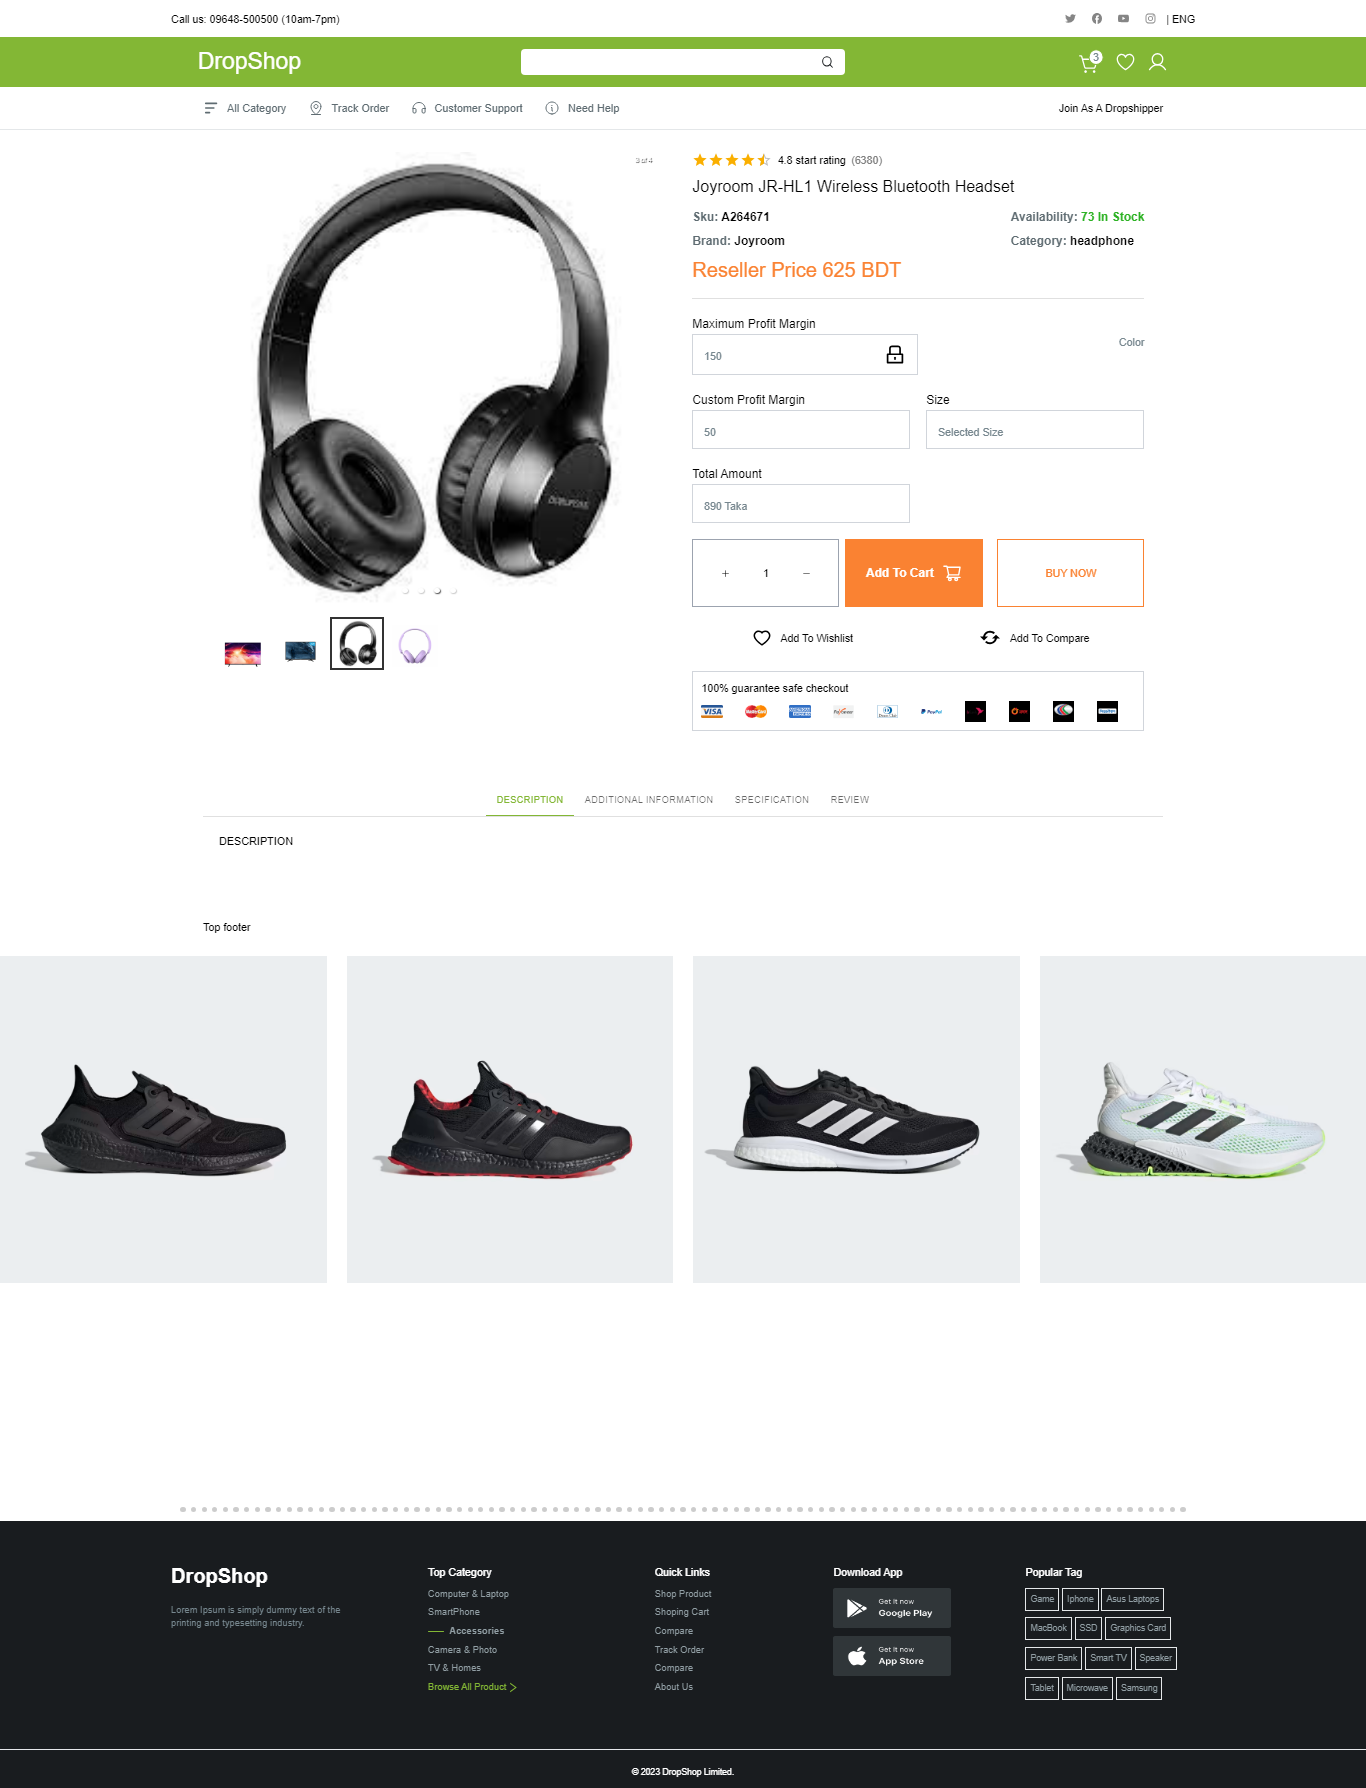 Call us: 09648-500500 (10am-7pm)
| ENG
DropShop
3
All Category
Track Order
Customer Support
Need Help
Join As A Dropshipper
3 of 4
4.8 start rating (6380)
Joyroom JR-HL1 Wireless Bluetooth Headset
Sku: A264671
Availability: 73 In Stock
Brand: Joyroom
Category: headphone
Reseller Price 625 BDT
Maximum Profit Margin
150
Color
Custom Profit Margin
Size
50
Selected Size
Total Amount
890 Taka
+ 1 −
Add To Cart
BUY NOW
Add To Wishlist
Add To Compare
100% guarantee safe checkout
VISA
PayPal
DESCRIPTION
ADDITIONAL INFORMATION
SPECIFICATION
REVIEW
DESCRIPTION
Top footer
DropShop
Lorem Ipsum is simply dummy text of the
printing and typesetting industry.
Top Category
Computer & Laptop
SmartPhone
Accessories
Camera & Photo
TV & Homes
Browse All Product
Quick Links
Shop Product
Shoping Cart
Compare
Track Order
Compare
About Us
Download App
Get it now
Google Play
Get it now
App Store
Popular Tag
Game
Iphone
Asus Laptops
MacBook
SSD
Graphics Card
Power Bank
Smart TV
Speaker
Tablet
Microwave
Samsung
© 2023 DropShop Limited.